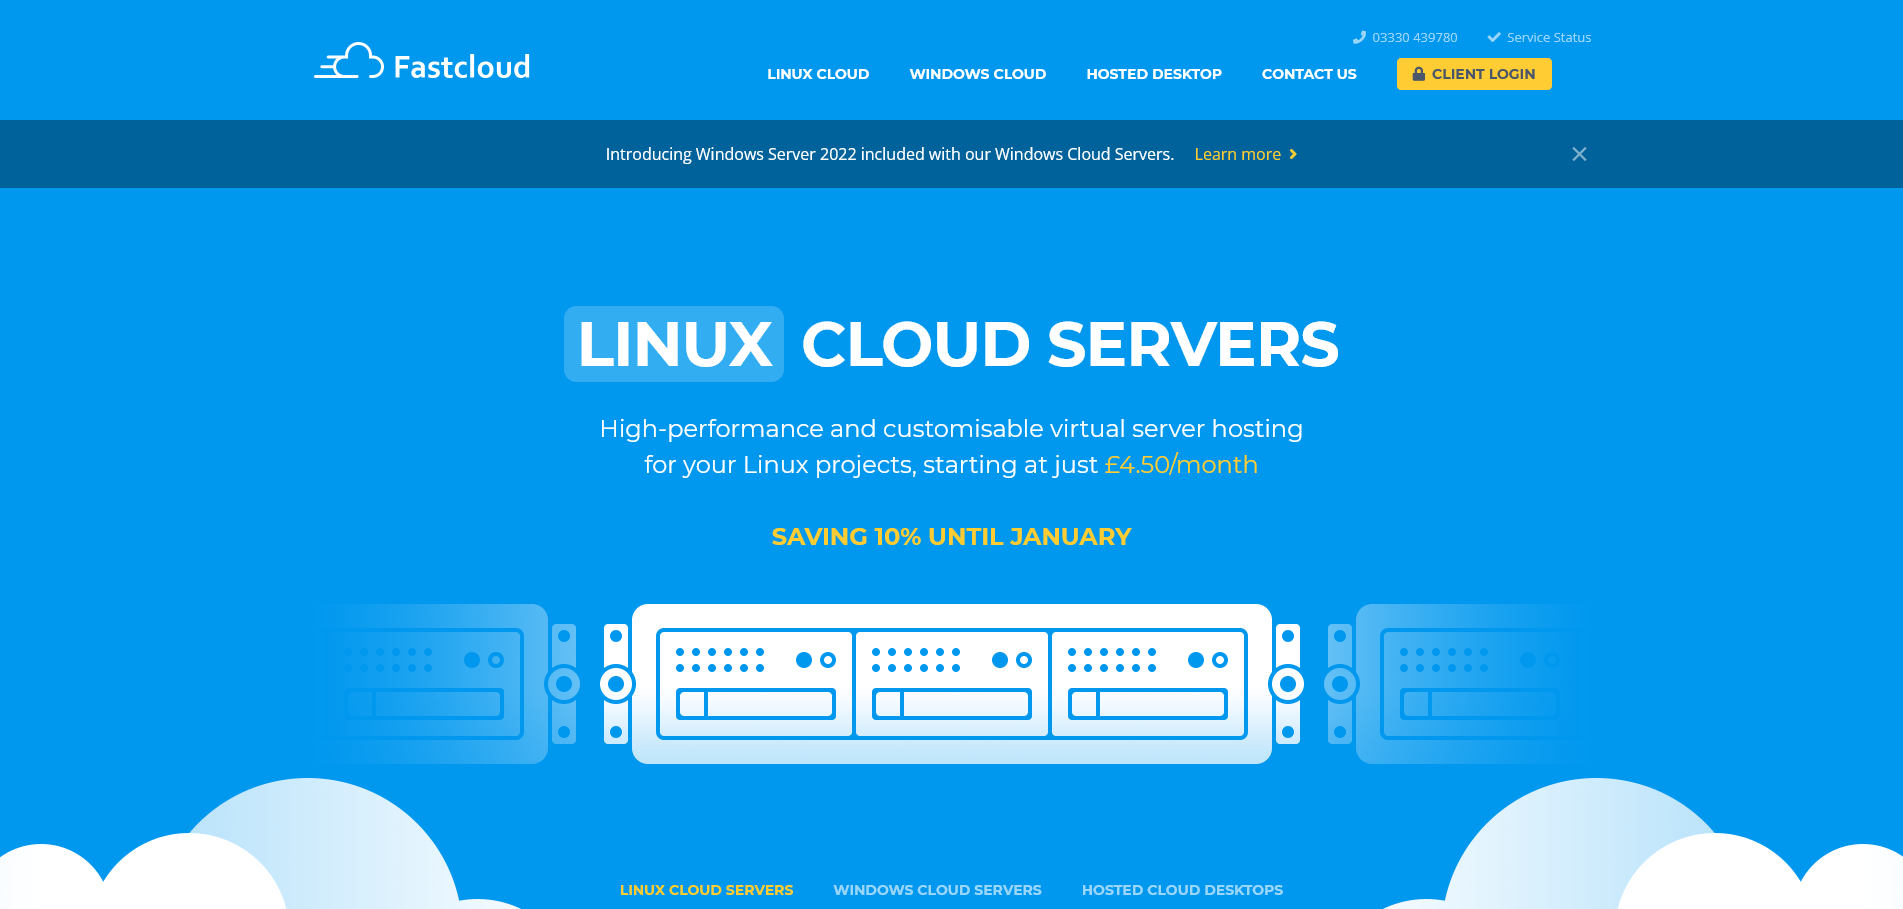 03330 439780
Service Status
Fastcloud
LINUX CLOUD
WINDOWS CLOUD
HOSTED DESKTOP
CONTACT US
CLIENT LOGIN
Introducing Windows Server 2022 included with our Windows Cloud Servers. Learn more
LINUX CLOUD SERVERS
High-performance and customisable virtual server hosting
for your Linux projects, starting at just £4.50/month
SAVING 10% UNTIL JANUARY
LINUX CLOUD SERVERS
WINDOWS CLOUD SERVERS
HOSTED CLOUD DESKTOPS